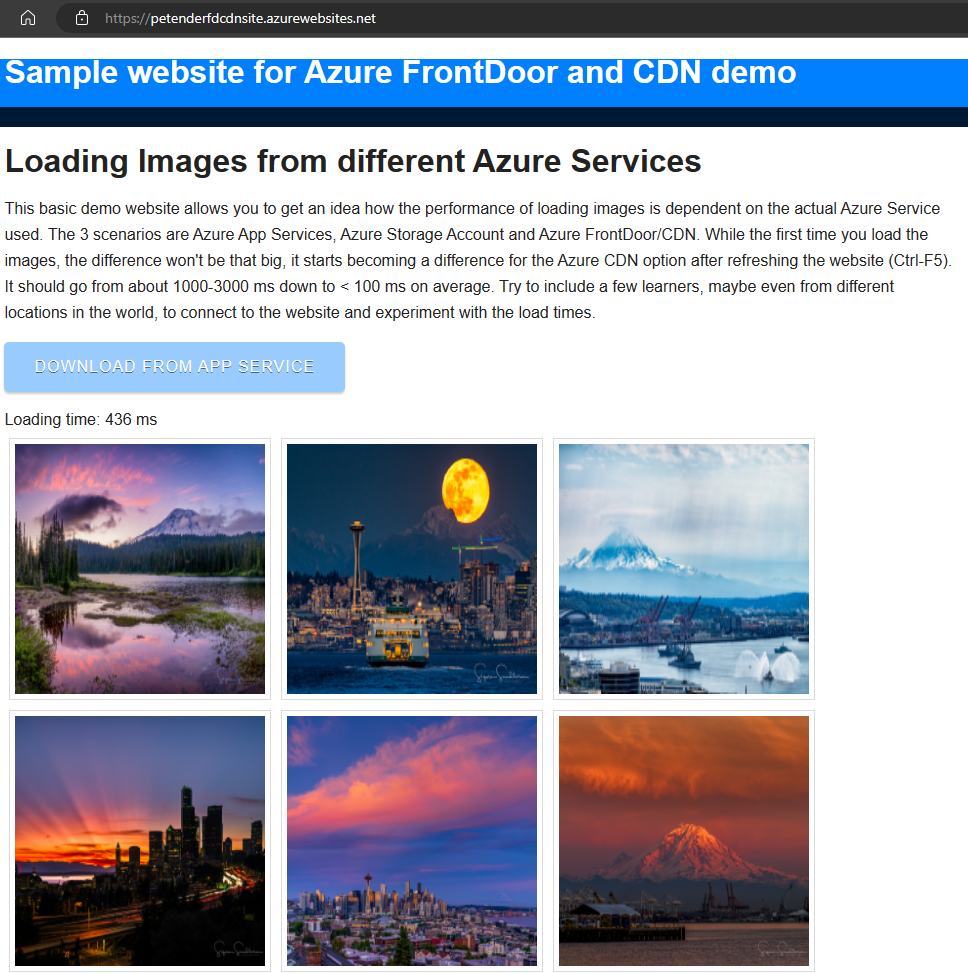 https://petenderfdcdnsite.azurewebsites.net
Sample website for Azure FrontDoor and CDN demo
Loading Images from different Azure Services
This basic demo website allows you to get an idea how the performance of loading images is dependent on the actual Azure Service
used. The 3 scenarios are Azure App Services, Azure Storage Account and Azure FrontDoor/CDN. While the first time you load the
images, the difference won't be that big, it starts becoming a difference for the Azure CDN option after refreshing the website (Ctrl-F5).
It should go from about 1000-3000 ms down to < 100 ms on average. Try to include a few learners, maybe even from different
locations in the world, to connect to the website and experiment with the load times.
DOWNLOAD FROM APP SERVICE
Loading time: 436 ms